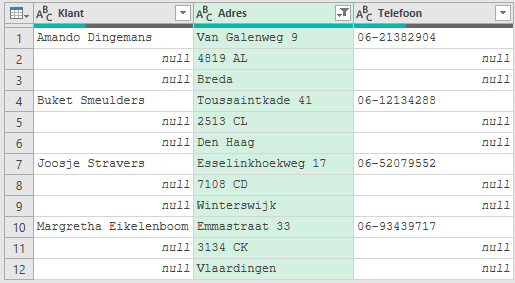 ABC Klant ABC Adres ABC Telefoon
1 Amando Dingemans Van Galenweg 9 06-21382904
2 null 4819 AL null
3 null Breda null
4 Buket Smeulders Toussaintkade 41 06-12134288
5 null 2513 CL null
6 null Den Haag null
7 Joosje Stravers Esselinkhoekweg 17 06-52079552
8 null 7108 CD null
9 null Winterswijk null
10 Margretha Eikelenboom Emmastraat 33 06-93439717
11 null 3134 CK null
12 null Vlaardingen null